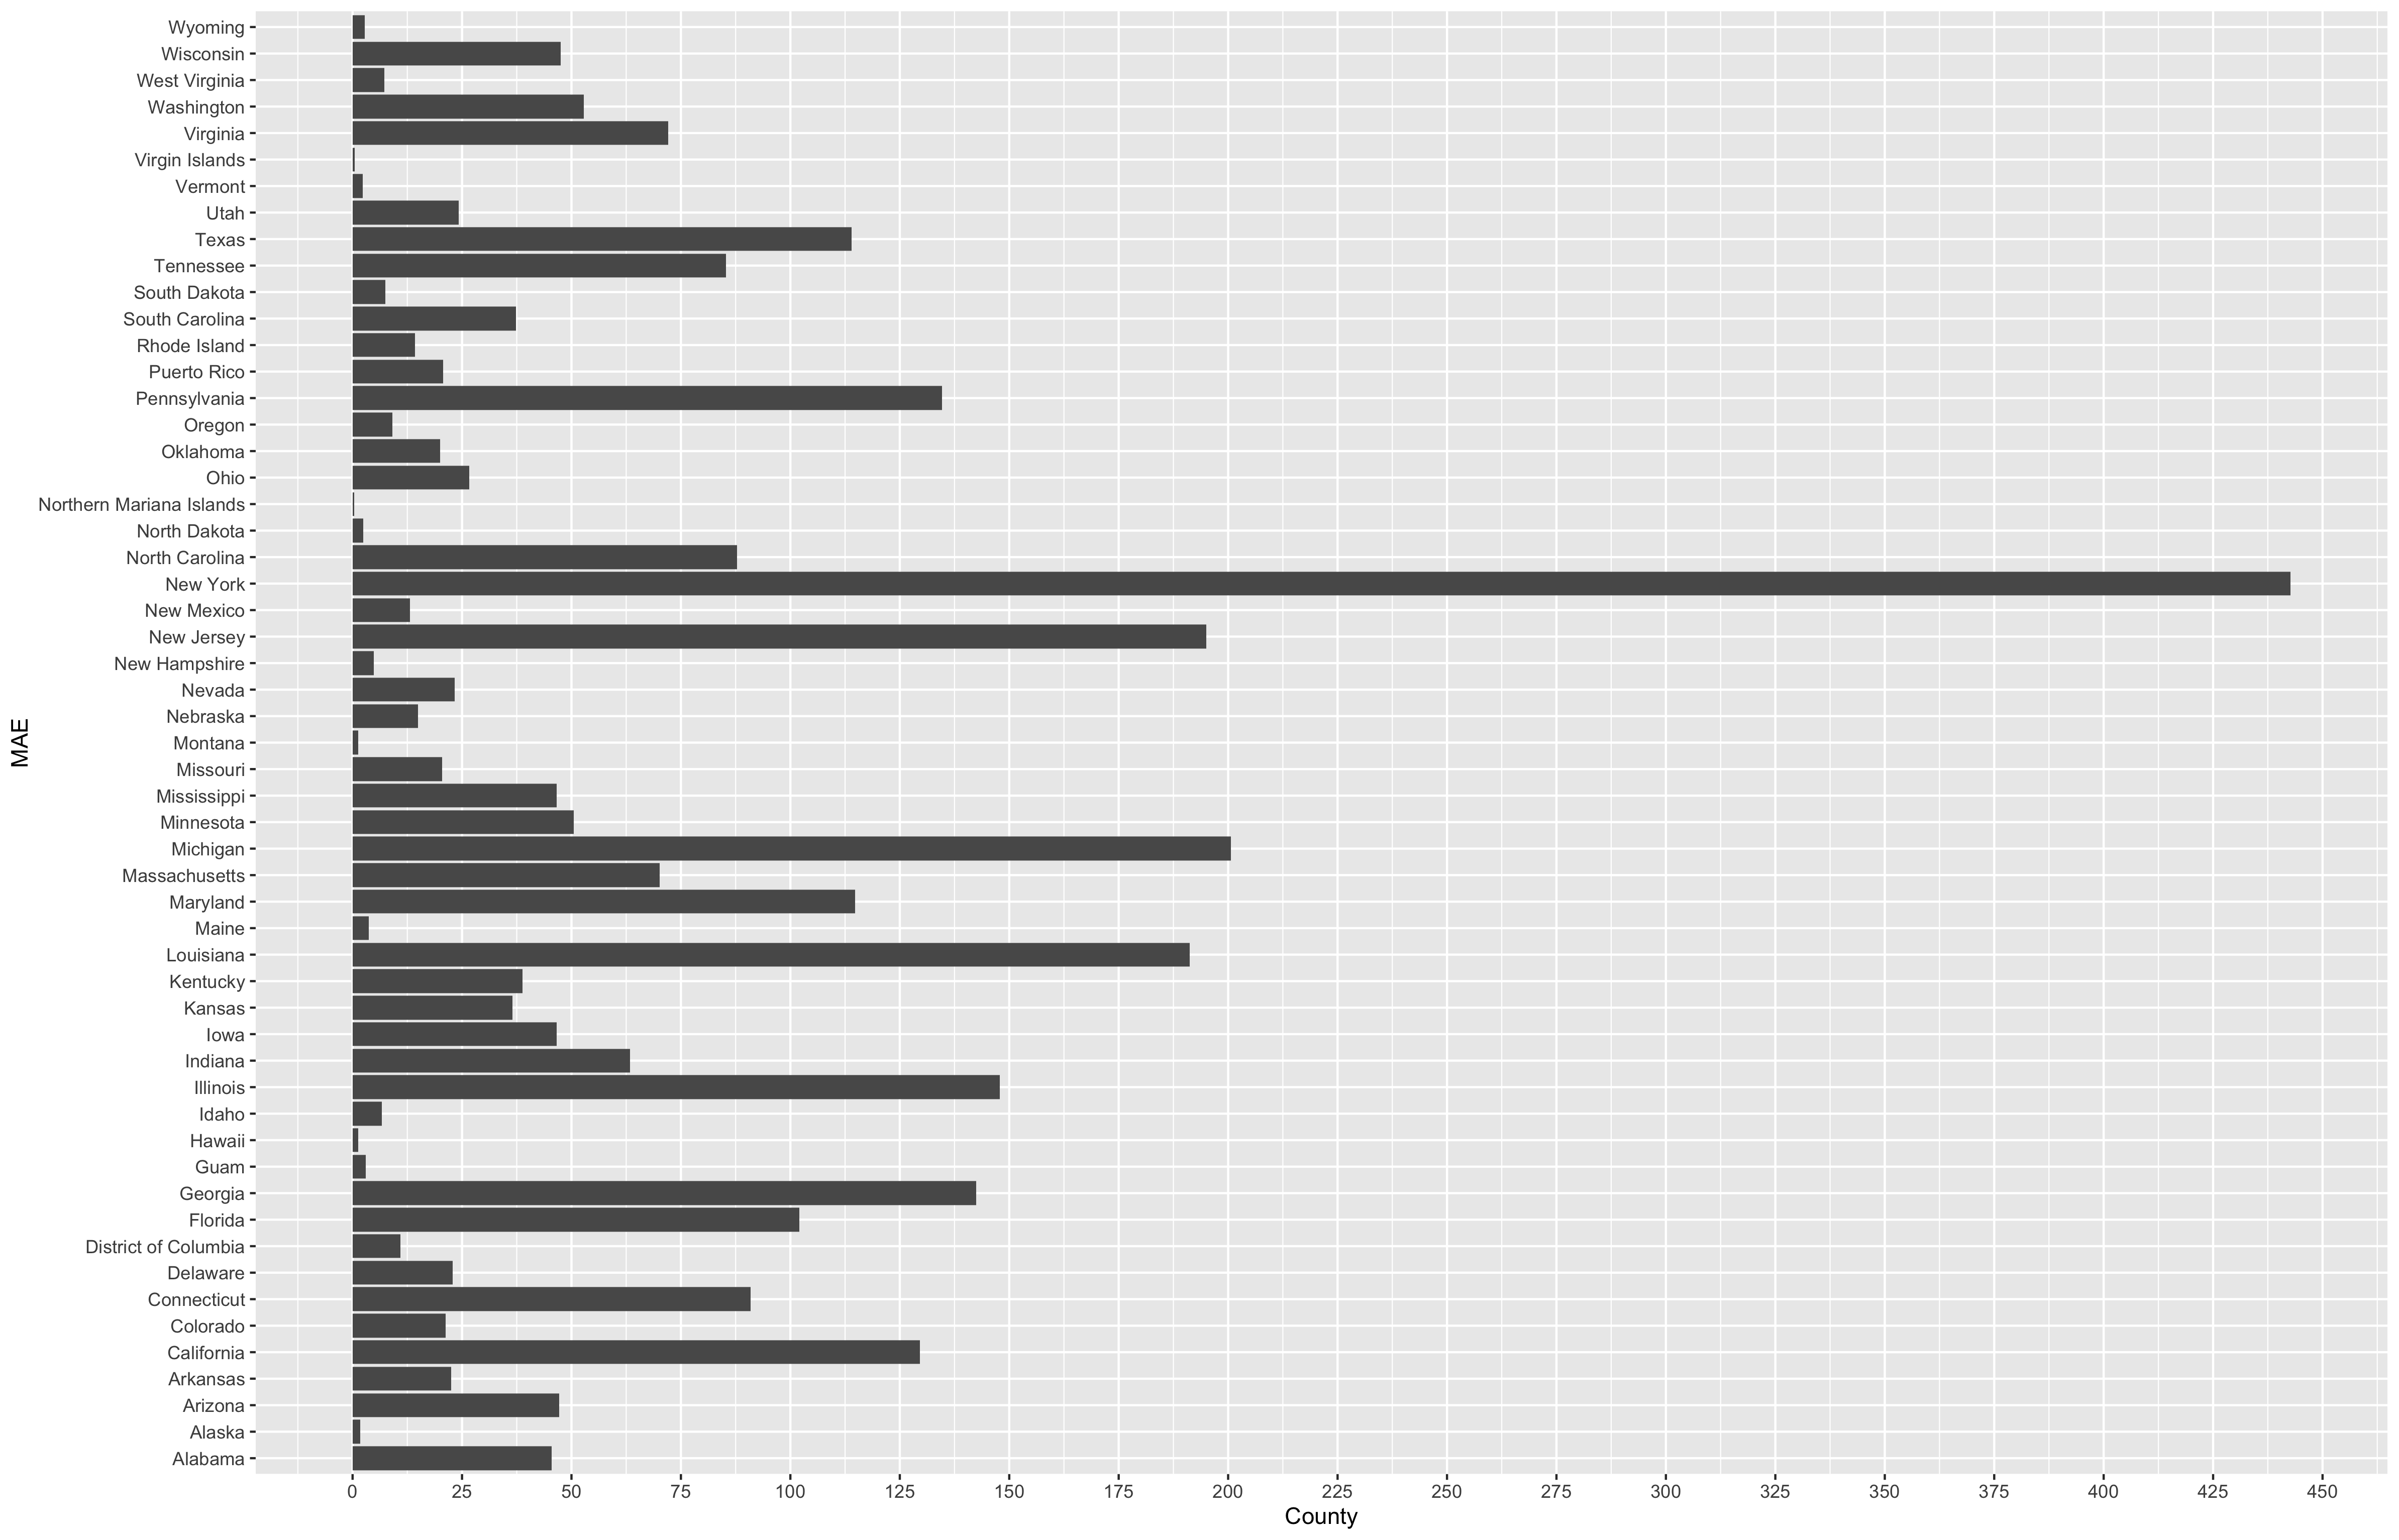 Wyoming
Wisconsin
West Virginia
Washington
Virginia
Virgin Islands
Vermont
Utah
Texas
Tennessee
South Dakota
South Carolina
Rhode Island
Puerto Rico
Pennsylvania
Oregon
Oklahoma
Ohio
Northern Mariana Islands
North Dakota
North Carolina
New York
New Mexico
New Jersey
New Hampshire
Nevada
Nebraska
Montana
Missouri
Mississippi
Minnesota
Michigan
Massachusetts
Maryland
Maine
Louisiana
Kentucky
Kansas
Iowa
Indiana
Illinois
Idaho
Hawaii
Guam
Georgia
Florida
District of Columbia
Delaware
Connecticut
Colorado
California
Arkansas
Arizona
Alaska
Alabama
MAE
0 25 50 75 100 125 150 175 200 225 250 275 300 325 350 375 400 425 450
County